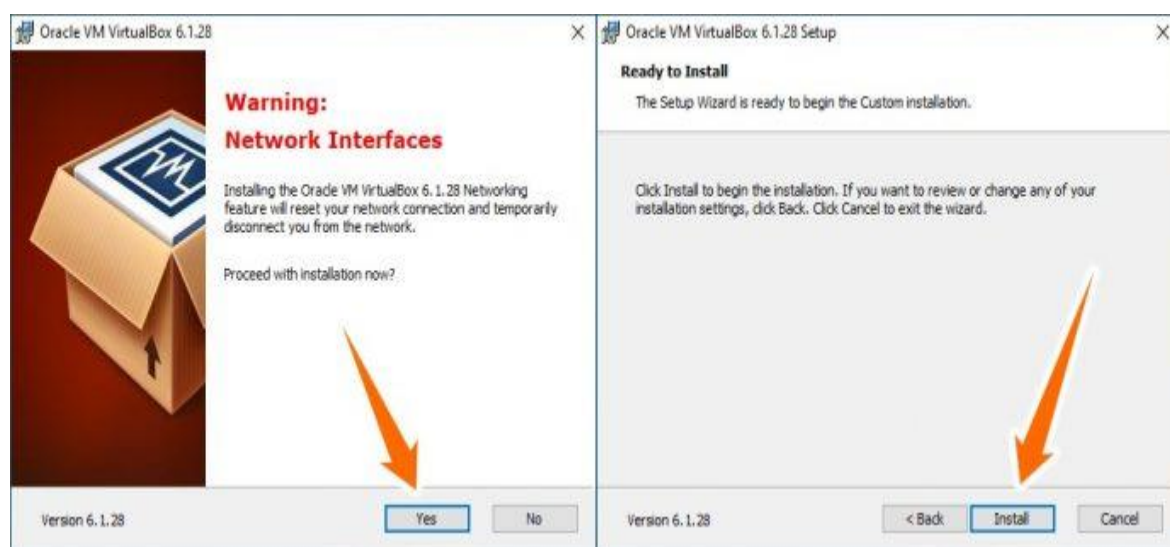 Oracle VM VirtualBox 6.1.28
Warning:
Network Interfaces
Installing the Oracle VM VirtualBox 6.1.28 Networking
feature will reset your network connection and temporarily
disconnect you from the network.
Proceed with installation now?
Version 6.1.28
Yes
No
Oracle VM VirtualBox 6.1.28 Setup
Ready to Install
The Setup Wizard is ready to begin the Custom installation.
Click Install to begin the installation. If you want to review or change any of your
installation settings, click Back. Click Cancel to exit the wizard.
Version 6.1.28
< Back
Install
Cancel